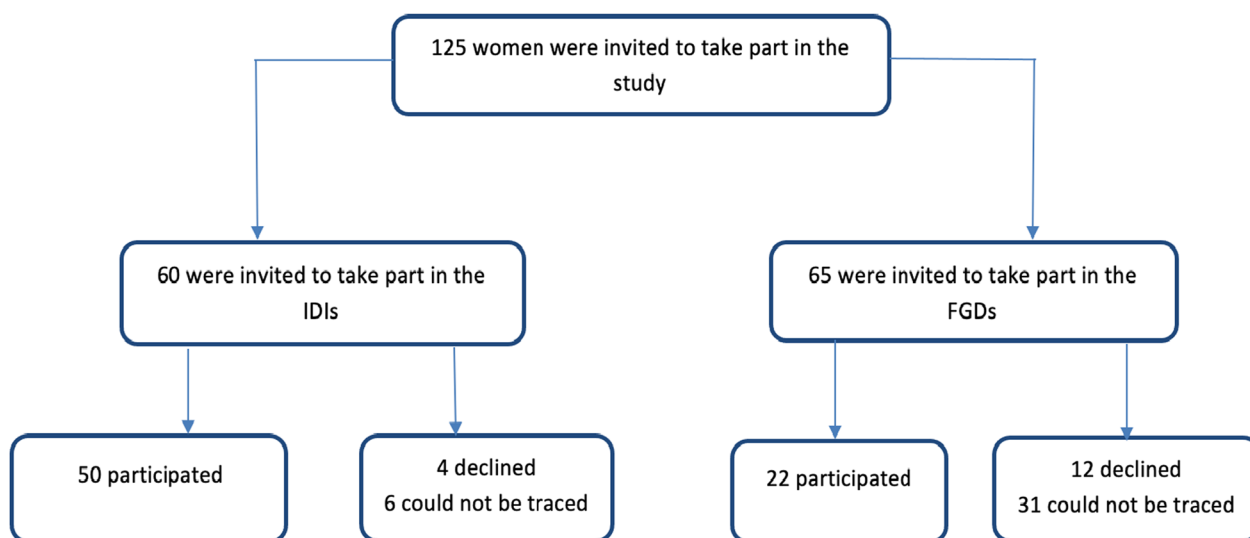 125 women were invited to take part in the
study
60 were invited to take part in the
IDIs
65 were invited to take part in the
FGDs
50 participated
4 declined
6 could not be traced
22 participated
12 declined
31 could not be traced